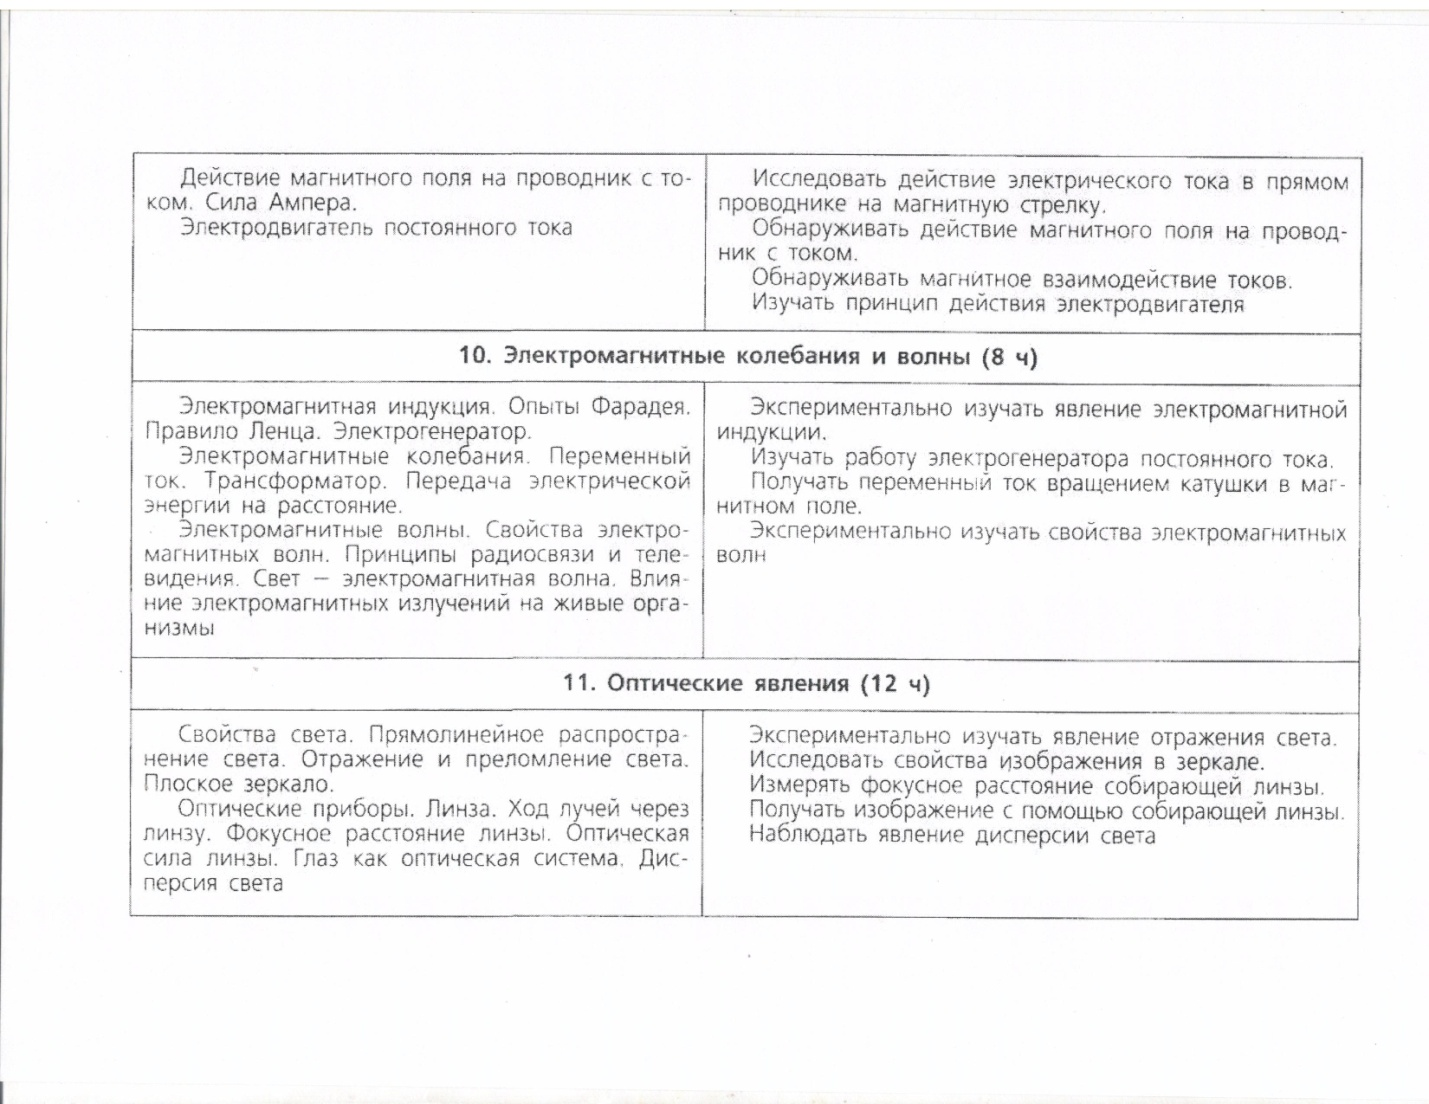 Действие магнитного поля на проводник с то-
ком. Сила Ампера.
Электродвигатель постоянного тока
Исследовать действие электрического тока в прямом
проводнике на магнитную стрелку.
Обнаруживать действие магнитного поля на провод-
ник с током.
Обнаруживать магнитное взаимодействие токов.
Изучать принцип действия электродвигателя
10. Электромагнитные колебания и волны (8 ч)
Электромагнитная индукция. Опыты Фарадея.
Правило Ленца. Электрогенератор.
Электромагнитные колебания. Переменный
ток. Трансформатор. Передача электрической
энергии на расстояние.
Электромагнитные волны. Свойства электро-
магнитных волн. Принципы радиосвязи и теле-
видения. Свет — электромагнитная волна. Влия-
ние электромагнитных излучений на живые орга-
низмы
Экспериментально изучать явление электромагнитной
индукции.
Изучать работу электрогенератора постоянного тока.
Получать переменный ток вращением катушки в маг-
нитном поле.
Экспериментально изучать свойства электромагнитных
волн
11. Оптические явления (12 ч)
Свойства света. Прямолинейное распростра-
нение света. Отражение и преломление света.
Плоское зеркало.
Оптические приборы. Линза. Ход лучей через
линзу. Фокусное расстояние линзы. Оптическая
сила линзы. Глаз как оптическая система. Дис-
персия света
Экспериментально изучать явление отражения света.
Исследовать свойства изображения в зеркале.
Измерять фокусное расстояние собирающей линзы.
Получать изображение с помощью собирающей линзы.
Наблюдать явление дисперсии света